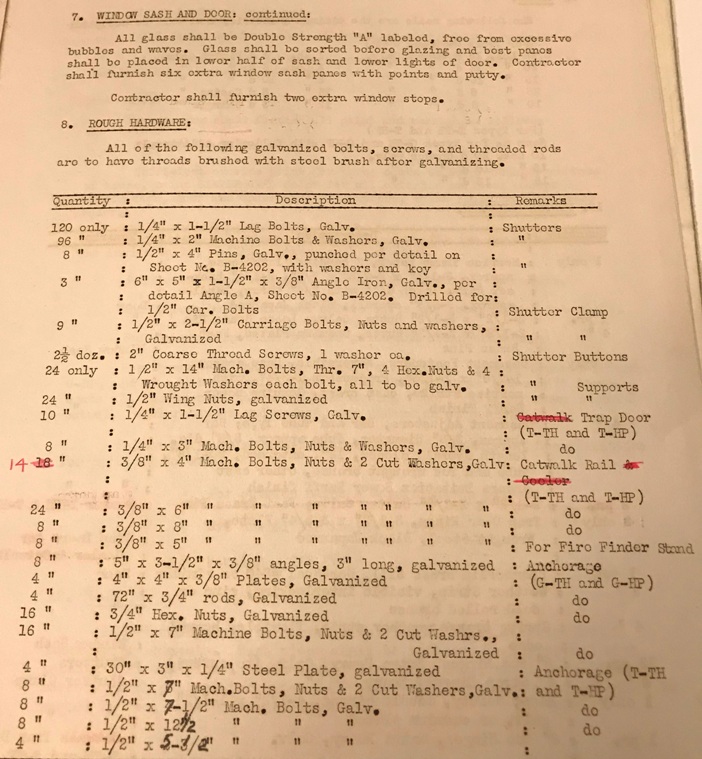 7. WINDOW SASH AND DOOR: continued:
All glass shall be Double Strength "A" labeled, free from excessive
bubbles and waves. Glass shall be sorted before glazing and best panes
shall be placed in lower half of sash and lower lights of door. Contractor
shall furnish six extra window sash panes with points and putty.
Contractor shall furnish two extra window stops.
8. ROUGH HARDWARE:
All of the following galvanized bolts, screws, and threaded rods
are to have threads brushed with steel brush after galvanizing.
Quantity : Description : Remarks
120 only : 1/4" x 1-1/2" Lag Bolts, Galv. : Shutters
96 " : 1/4" x 2" Machine Bolts & Washers, Galv. : "
8 " : 1/2" x 4" Pins, Galv., punched per detail on :
: Sheet No. B-4202, with washers and key : "
3 " : 6" x 5" x 1-1/2" x 3/8" Angle Iron, Galv., per :
: detail Angle A, Sheet No. B-4202. Drilled for:
: 1/2" Car. Bolts : Shutter Clamp
9 " : 1/2" x 2-1/2" Carriage Bolts, Nuts and washers, :
: Galvanized : " "
2½ doz. : 2" Coarse Thread Screws, 1 washer ea. : Shutter Buttons
24 only : 1/2" x 14" Mach. Bolts, Thr. 7", 4 Hex.Nuts & 4 :
: Wrought Washers each bolt, all to be galv. : " Supports
24 " : 1/2" Wing Nuts, galvanized : " "
10 " : 1/4" x 1-1/2" Lag Screws, Galv. : Catwalk Trap Door
: : (T-TH and T-HP)
8 " : 1/4" x 3" Mach. Bolts, Nuts & Washers, Galv. : do
14 18 " : 3/8" x 4" Mach. Bolts, Nuts & 2 Cut Washers,Galv: Catwalk Rail &
: : Cooler
: : (T-TH and T-HP)
24 " : 3/8" x 6" " " " " " " : do
8 " : 3/8" x 8" " " " " " " : do
8 " : 3/8" x 5" " " " " " " : For Fire Finder Stand
8 " : 5" x 3-1/2" x 3/8" angles, 3" long, galvanized : Anchorage
4 " : 4" x 4" x 3/8" Plates, Galvanized : (G-TH and G-HP)
4 " : 72" x 3/4" rods, Galvanized : do
16 " : 3/4" Hex. Nuts, Galvanized : do
16 " : 1/2" x 7" Machine Bolts, Nuts & 2 Cut Washrs., :
Galvanized : do
4 " : 30" x 3" x 1/4" Steel Plate, galvanized : Anchorage (T-TH
8 " : 1/2" x 7" Mach.Bolts, Nuts & 2 Cut Washers,Galv.: and T-HP)
8 " : 1/2" x 7-1/2" Mach. Bolts, Galv. : do
8 " : 1/2" x 12½ " " " : do
4 " : 1/2" x " " " :